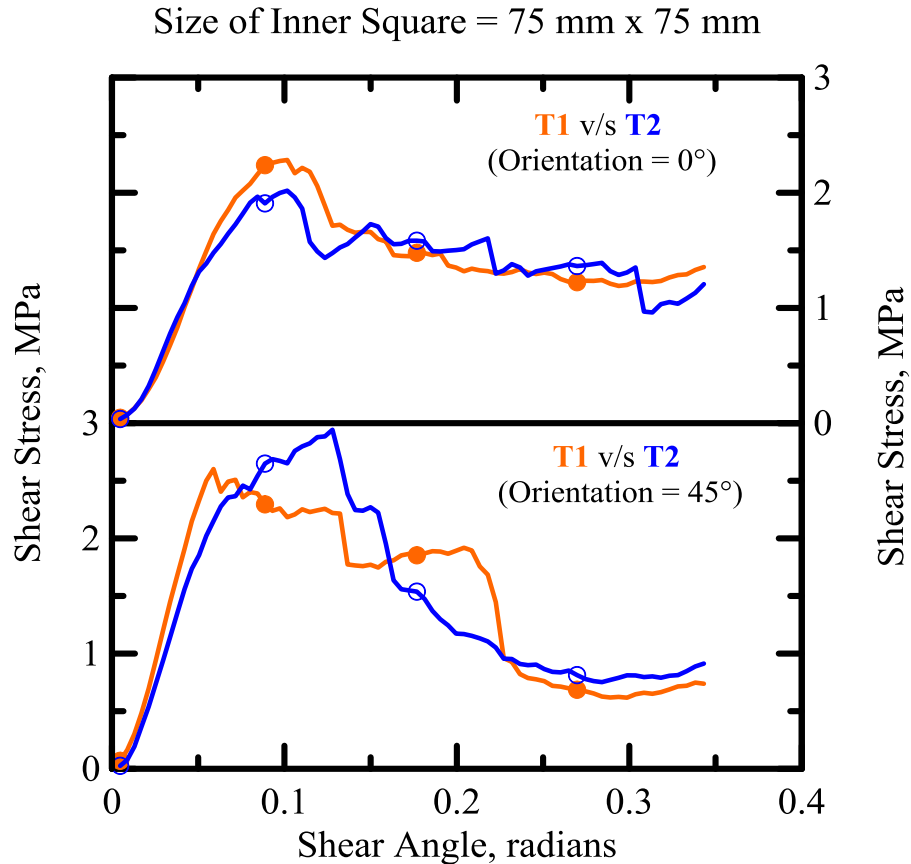 Size of Inner Square = 75 mm x 75 mm
3
T1 v/s T2
(Orientation = 0°)
2
1
0
Shear Stress, MPa
Shear Stress, MPa
3
T1 v/s T2
(Orientation = 45°)
2
1
0
0 0.1 0.2 0.3 0.4
Shear Angle, radians